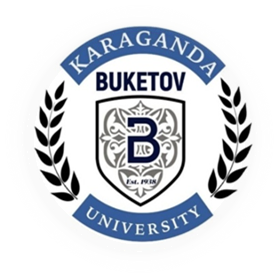 KARAGANDA
BUKETOV
B
Est. 1938
UNIVERSITY